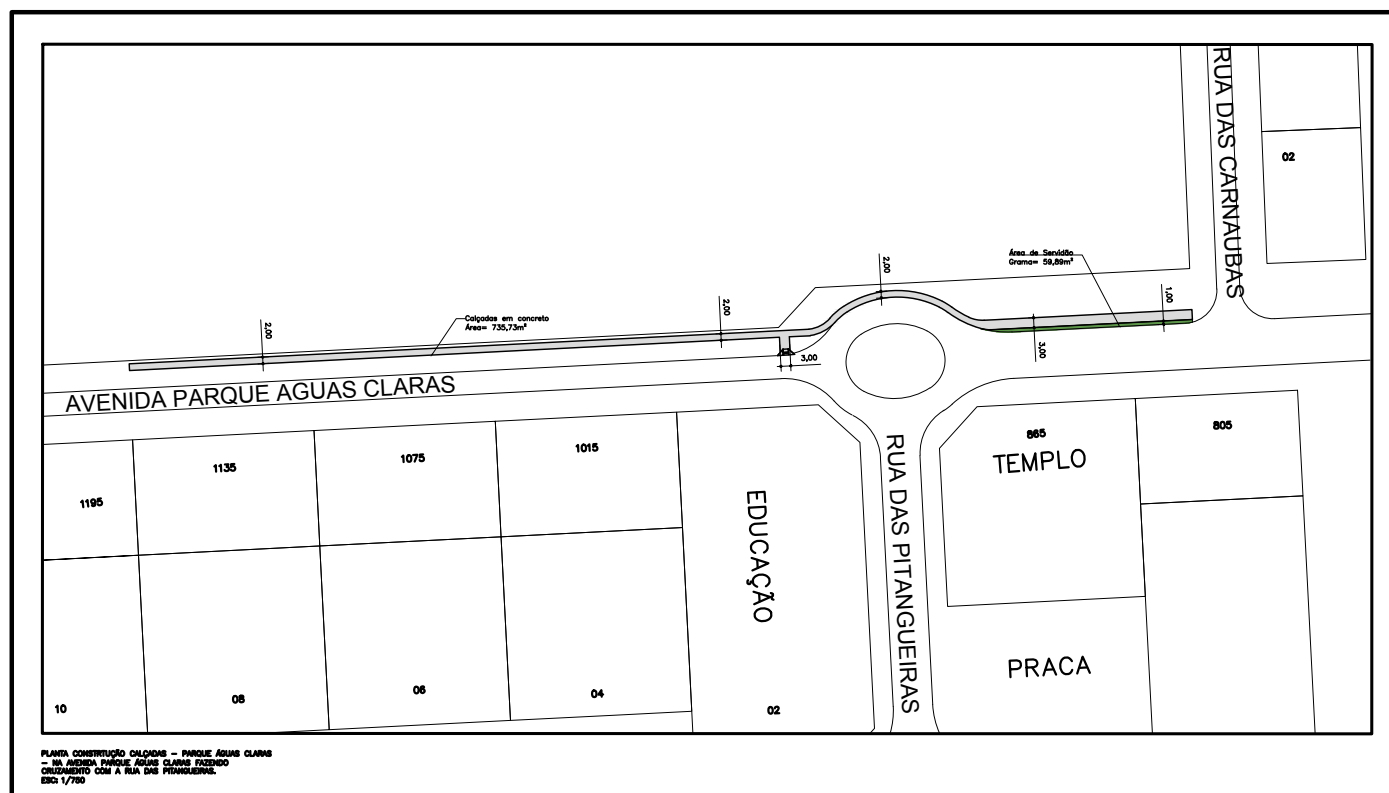 RUA DAS CARNAUBAS
02
Área de Servidão
Grama= 59,89m²
2,00
1,00
2,00
2,00
Calçadas em concreto
Área= 735,73m²
3,00
3,00
AVENIDA PARQUE AGUAS CLARAS
1195
1135
1075
1015
865
TEMPLO
805
EDUCAÇÃO
RUA DAS PITANGUEIRAS
PRACA
10
08
06
04
02
PLANTA CONSTRTUÇÃO CALÇADAS – PARQUE ÁGUAS CLARAS
– NA AVENIDA PARQUE ÁGUAS CLARAS FAZENDO
CRUZAMENTO COM A RUA DAS PITANGUEIRAS.
ESC: 1/750